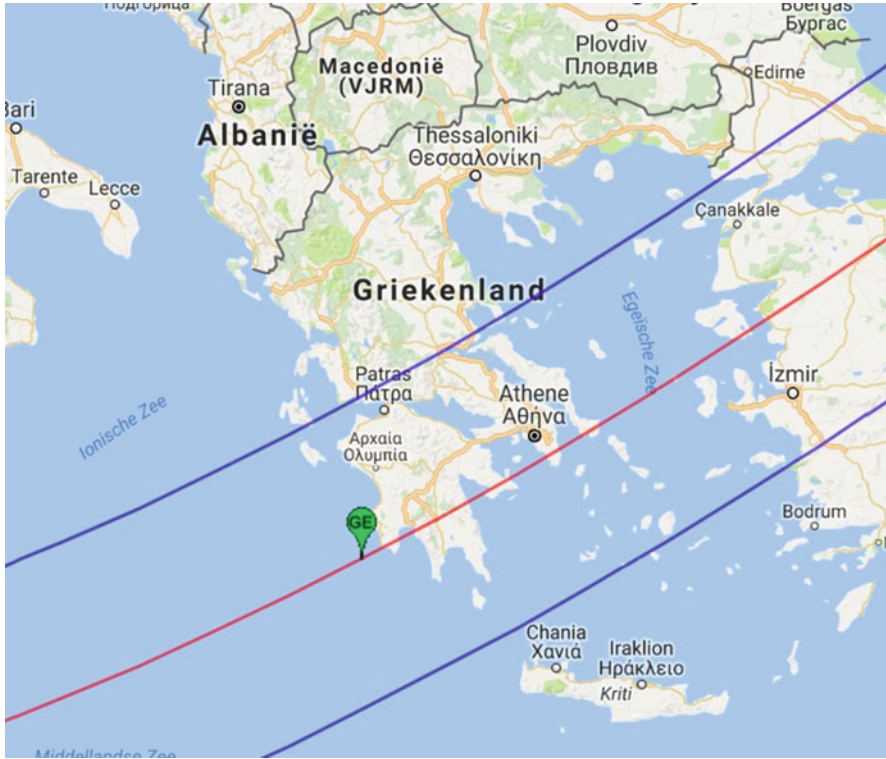 Подгорица
Boergas
Бургас
Plovdiv
Пловдив
Edirne
Macedonië
(VJRM)
Tirana
Albanië
Bari
Tarente
Lecce
Thessaloniki
Θεσσαλονίκη
Çanakkale
Griekenland
Egeïsche Zee
Ionische Zee
Patras
Πάτρα
Athene
Αθήνα
İzmir
Αρχαία
Ολυμπία
GE
Bodrum
Chania
Χανιά
Iraklion
Ηράκλειο
Kriti
Middellandse Zee